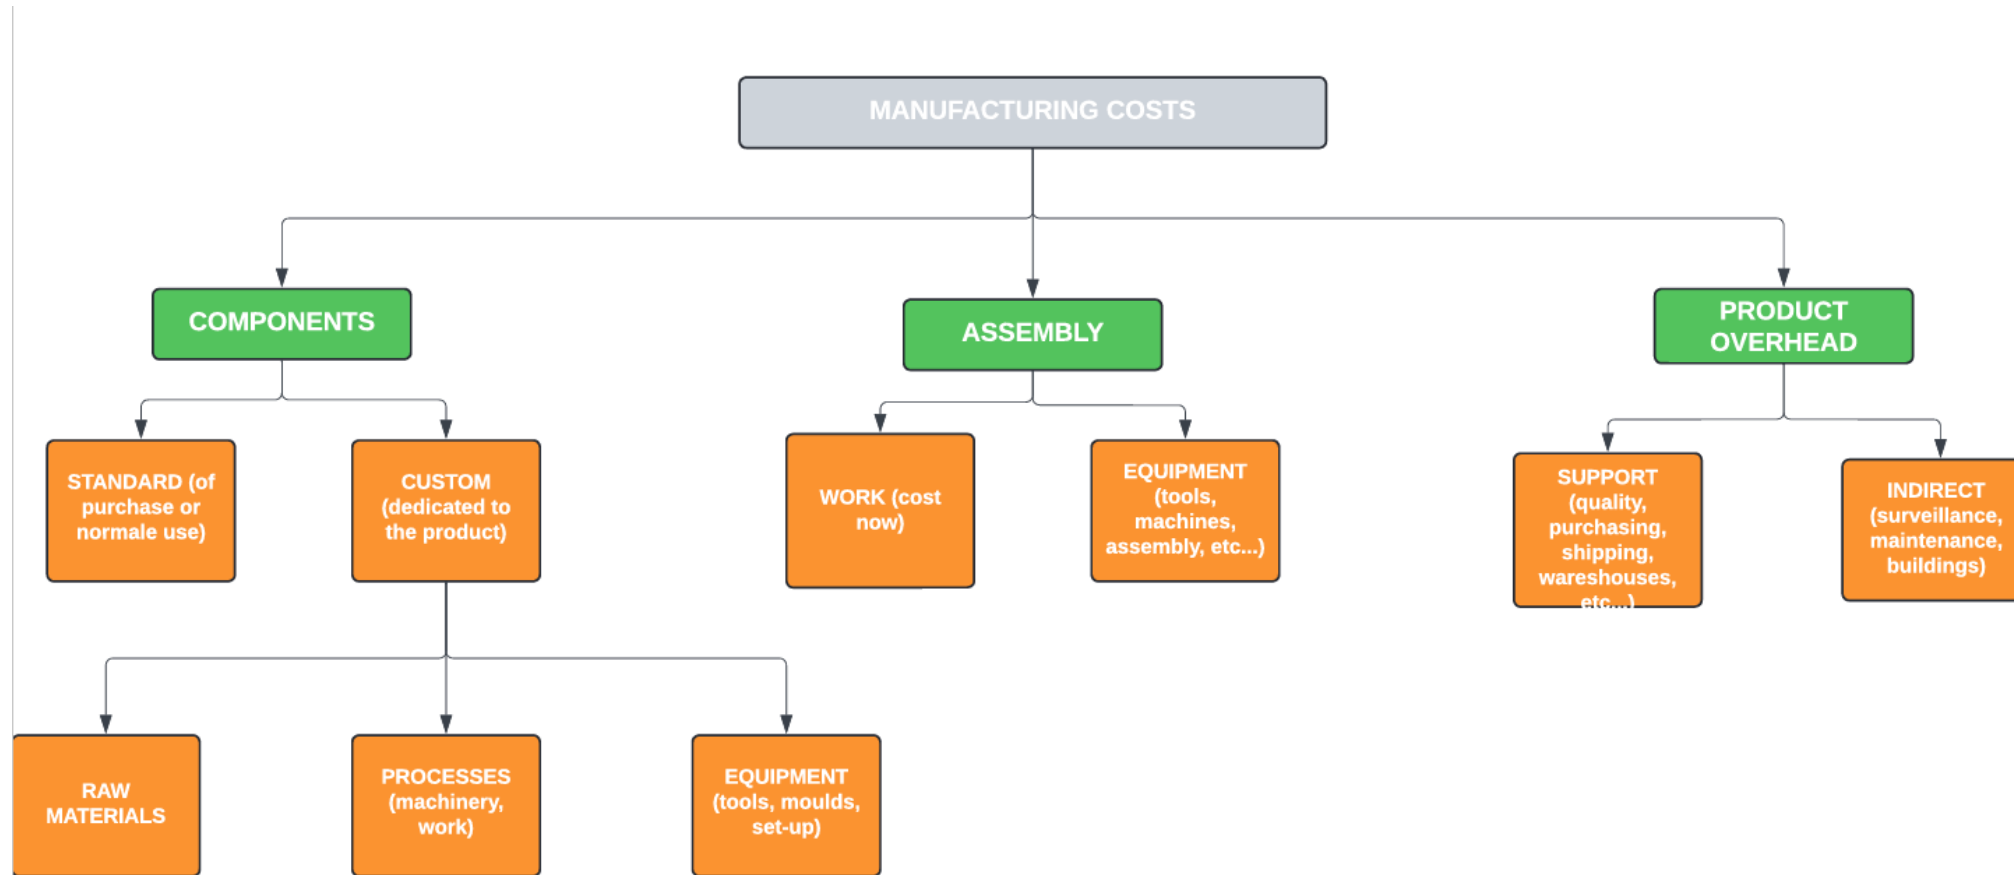 MANUFACTURING COSTS
COMPONENTS
ASSEMBLY
PRODUCT
OVERHEAD
STANDARD (of
purchase or
normale use)
CUSTOM
(dedicated to
the product)
WORK (cost
now)
EQUIPMENT
(tools,
machines,
assembly, etc...)
SUPPORT
(quality,
purchasing,
shipping,
wareshouses,
etc...)
INDIRECT
(surveillance,
maintenance,
buildings)
RAW
MATERIALS
PROCESSES
(machinery,
work)
EQUIPMENT
(tools, moulds,
set-up)